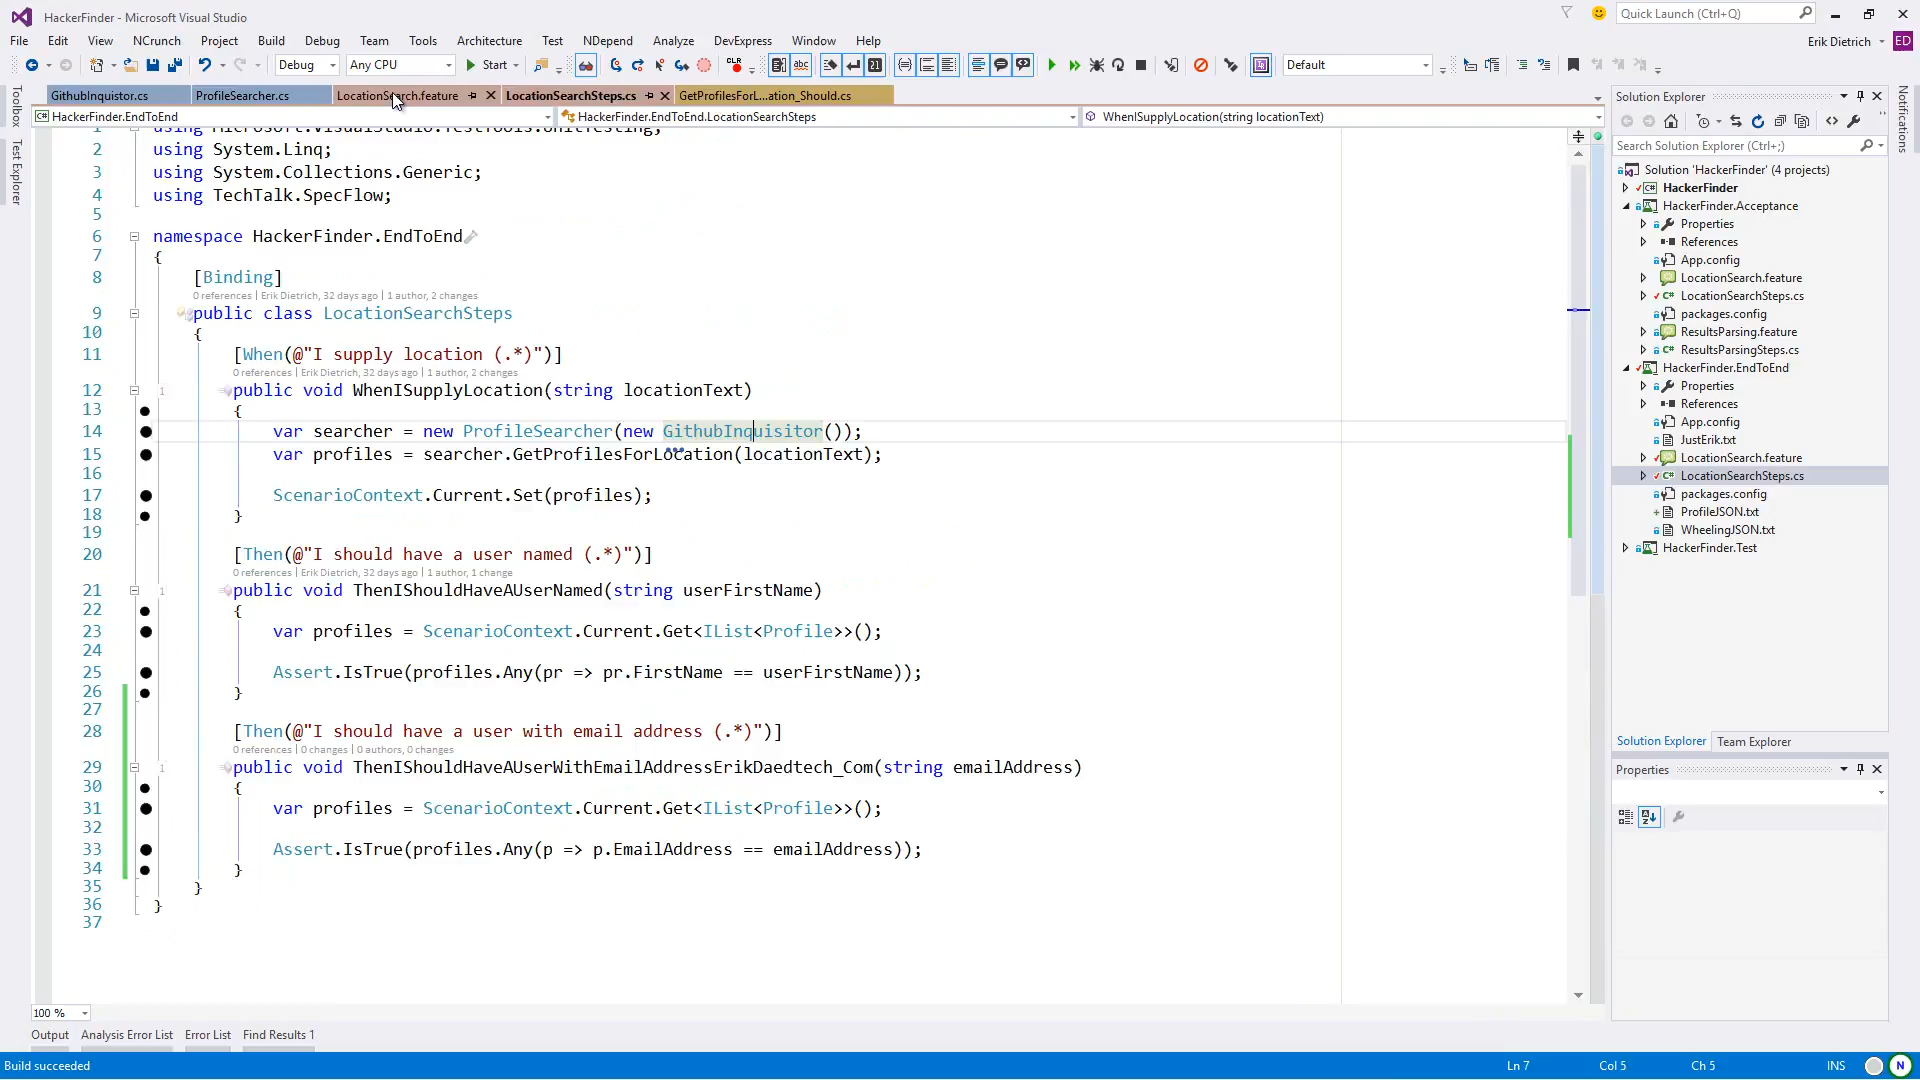 HackerFinder - Microsoft Visual Studio
Quick Launch (Ctrl+Q)
File Edit View NCrunch Project Build Debug Team Tools Architecture Test NDepend Analyze DevExpress Window Help
Erik Dietrich ED
Debug Any CPU Start Default
GithubInquistor.cs ProfileSearcher.cs LocationSearch.feature LocationSearchSteps.cs GetProfilesForL...ation_Should.cs
HackerFinder.EndToEnd HackerFinder.EndToEnd.LocationSearchSteps WhenISupplyLocation(string locationText)
Toolbox
Test Explorer
1 using Microsoft.VisualStudio.TestTools.UnitTesting;
2 using System.Linq;
3 using System.Collections.Generic;
4 using TechTalk.SpecFlow;
5
6 namespace HackerFinder.EndToEnd
7 {
8 [Binding]
0 references | Erik Dietrich, 32 days ago | 1 author, 2 changes
9 public class LocationSearchSteps
10 {
11 [When(@"I supply location (.*)")]
0 references | Erik Dietrich, 32 days ago | 1 author, 2 changes
12 1 public void WhenISupplyLocation(string locationText)
13 {
14 var searcher = new ProfileSearcher(new GithubInquisitor());
15 var profiles = searcher.GetProfilesForLocation(locationText);
16
17 ScenarioContext.Current.Set(profiles);
18 }
19
20 [Then(@"I should have a user named (.*)")]
0 references | Erik Dietrich, 32 days ago | 1 author, 1 change
21 1 public void ThenIShouldHaveAUserNamed(string userFirstName)
22 {
23 var profiles = ScenarioContext.Current.Get<IList<Profile>>();
24
25 Assert.IsTrue(profiles.Any(pr => pr.FirstName == userFirstName));
26 }
27
28 [Then(@"I should have a user with email address (.*)")]
0 references | 0 changes | 0 authors, 0 changes
29 1 public void ThenIShouldHaveAUserWithEmailAddressErikDaedtech_Com(string emailAddress)
30 {
31 var profiles = ScenarioContext.Current.Get<IList<Profile>>();
32
33 Assert.IsTrue(profiles.Any(p => p.EmailAddress == emailAddress));
34 }
35 }
36 }
37
100 %
Output Analysis Error List Error List Find Results 1
Build succeeded
Ln 7 Col 5 Ch 5 INS N
Solution Explorer
Search Solution Explorer (Ctrl+;)
Solution 'HackerFinder' (4 projects)
HackerFinder
HackerFinder.Acceptance
Properties
References
App.config
LocationSearch.feature
LocationSearchSteps.cs
packages.config
ResultsParsing.feature
ResultsParsingSteps.cs
HackerFinder.EndToEnd
Properties
References
App.config
JustErik.txt
LocationSearch.feature
LocationSearchSteps.cs
packages.config
ProfileJSON.txt
WheelingJSON.txt
HackerFinder.Test
Solution Explorer Team Explorer
Properties
Notifications